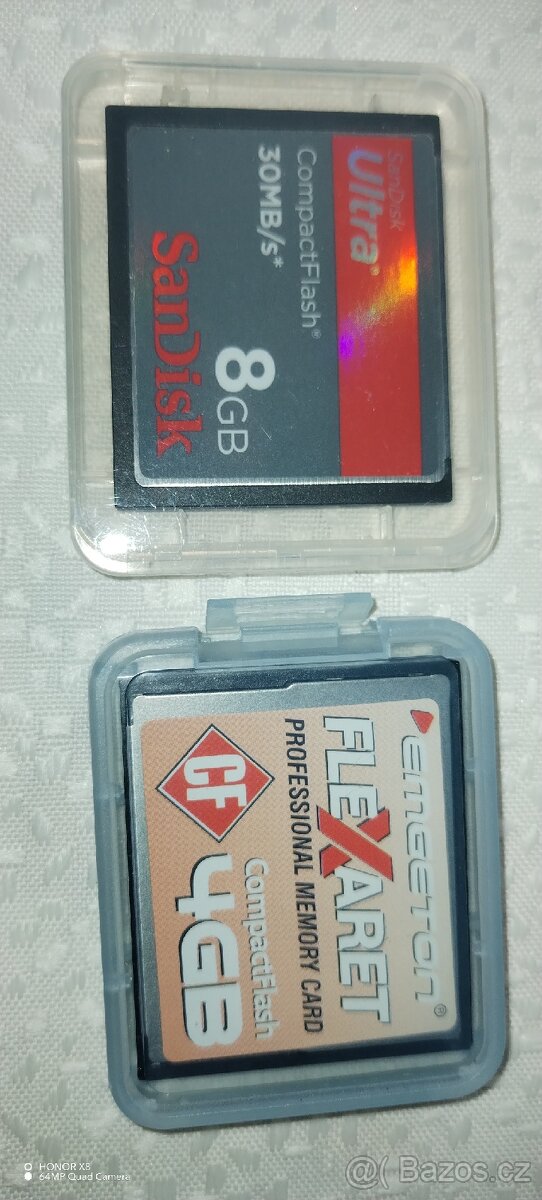 SanDisk
Ultra®
CompactFlash®
30MB/s*
8GB
SanDisk
emgeton®
FLEXARET
PROFESSIONAL MEMORY CARD
CompactFlash
CF 4GB
HONOR X8
64MP Quad Camera
@ Bazos.cz